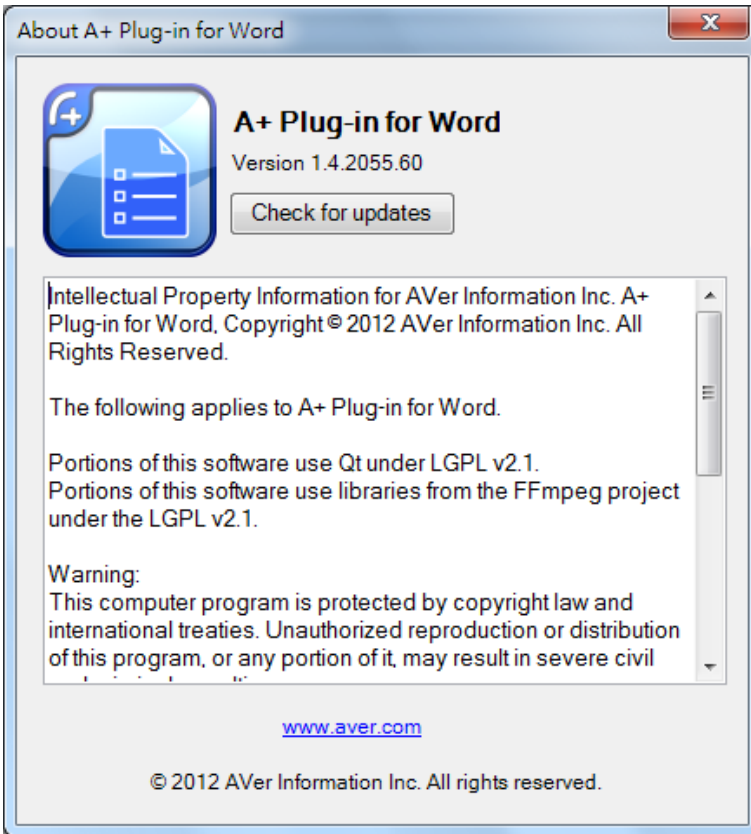 About A+ Plug-in for Word
A+ Plug-in for Word
Version 1.4.2055.60
Check for updates
Intellectual Property Information for AVer Information Inc. A+
Plug-in for Word, Copyright © 2012 AVer Information Inc. All
Rights Reserved.
The following applies to A+ Plug-in for Word.
Portions of this software use Qt under LGPL v2.1.
Portions of this software use libraries from the FFmpeg project
under the LGPL v2.1.
Warning:
This computer program is protected by copyright law and
international treaties. Unauthorized reproduction or distribution
of this program, or any portion of it, may result in severe civil
www.aver.com
© 2012 AVer Information Inc. All rights reserved.